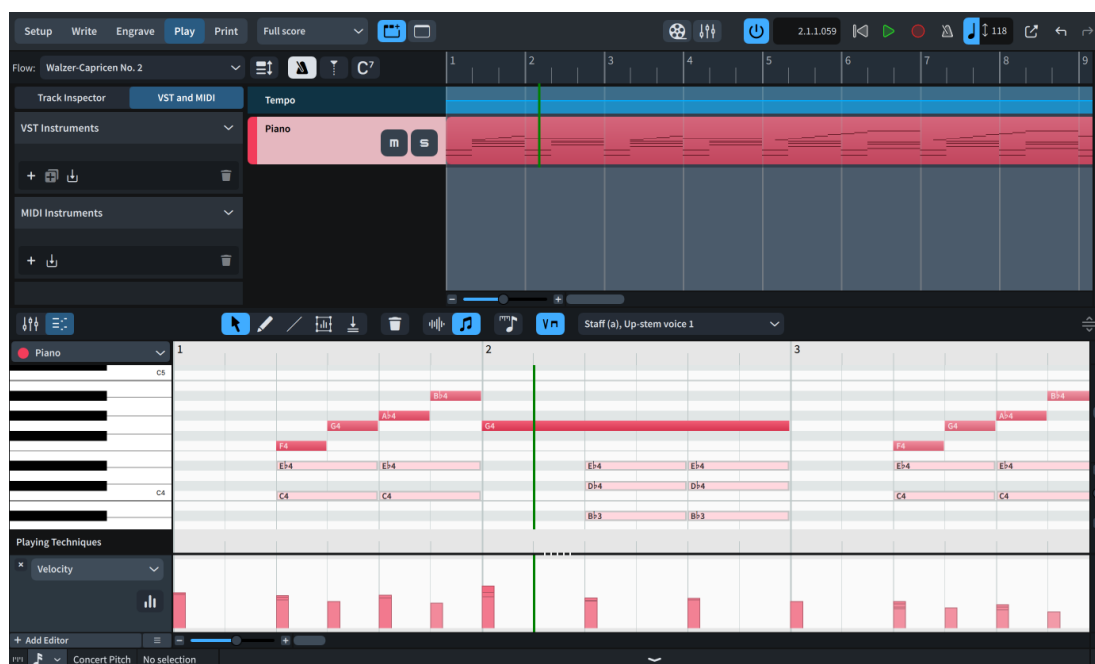 Setup Write Engrave Play Print Full score 2.1.1.059 118
Flow: Walzer-Capricen No. 2 C7 1 2 3 4 5 6 7 8 9
Track Inspector VST and MIDI Tempo
VST Instruments Piano m s
+
MIDI Instruments
+
Staff (a), Up-stem voice 1
Piano 1 2 3
C5
B♭4 B♭4
A♭4 A♭4
G4 G4 G4
F4 F4
E♭4 E♭4 E♭4 E♭4 E♭4 E♭4
D♭4 D♭4
C4 C4 C4 C4 C4
B♭3 B♭3
Playing Techniques
× Velocity
+ Add Editor
Concert Pitch No selection